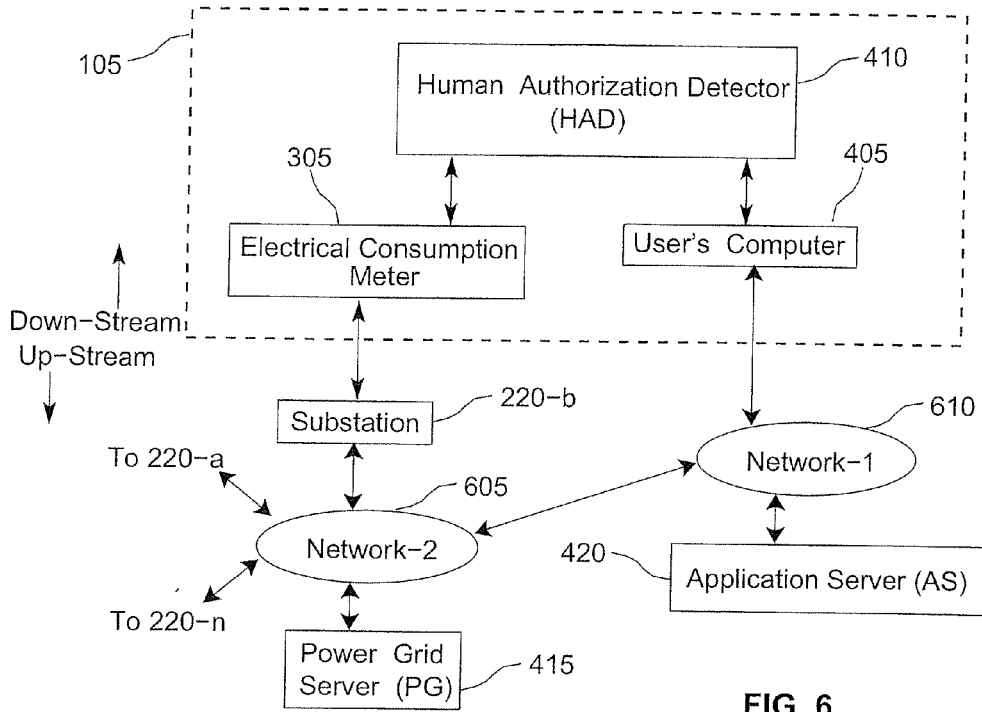 105
Human Authorization Detector
(HAD)
410
305
405
Electrical Consumption
Meter
User's Computer
Down-Stream
Up-Stream
Substation
220-b
610
To 220-a
605
Network-1
Network-2
420
Application Server (AS)
To 220-n
Power Grid
Server (PG)
415
FIG. 6